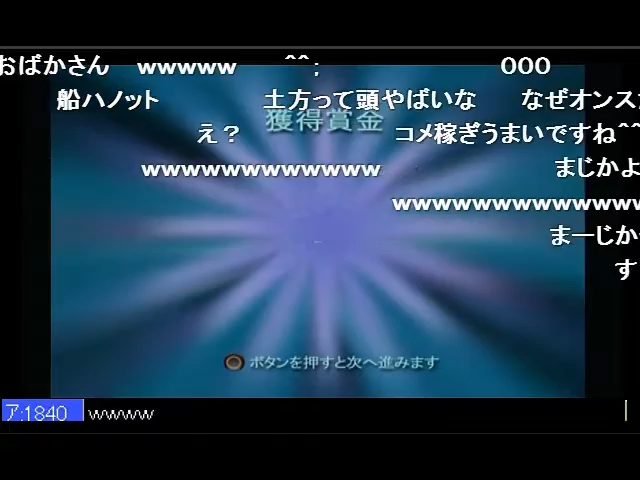 おばかさん wwwww ^^; OOO
船ハノット 土方って頭やばいな なぜオンス
獲得賞金
え？ コメ稼ぎうまいですね^^
wwwwwwwwwwww まじかよ
wwwwwwwwwwwww
まーじか
す
ボタンを押すと次へ進みます
ア:1840 wwww